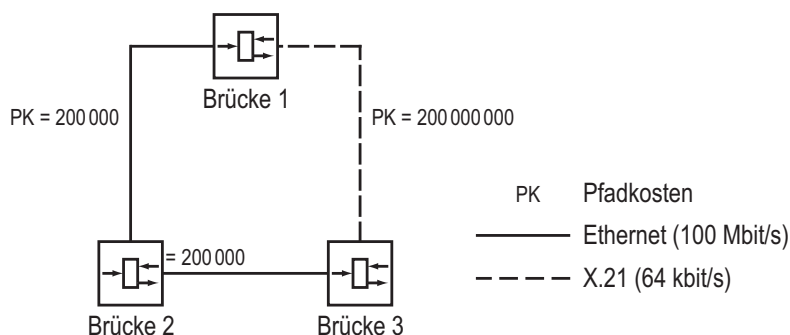 Brücke 1
PK = 200 000
PK = 200 000 000
PK Pfadkosten
Ethernet (100 Mbit/s)
X.21 (64 kbit/s)
= 200 000
Brücke 2
Brücke 3